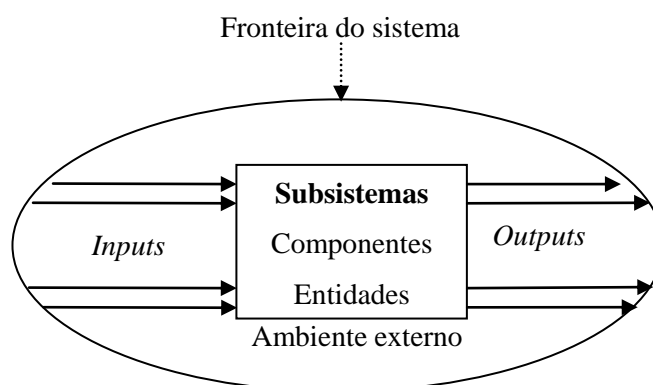 Fronteira do sistema
Subsistemas
Inputs
Componentes
Outputs
Entidades
Ambiente externo